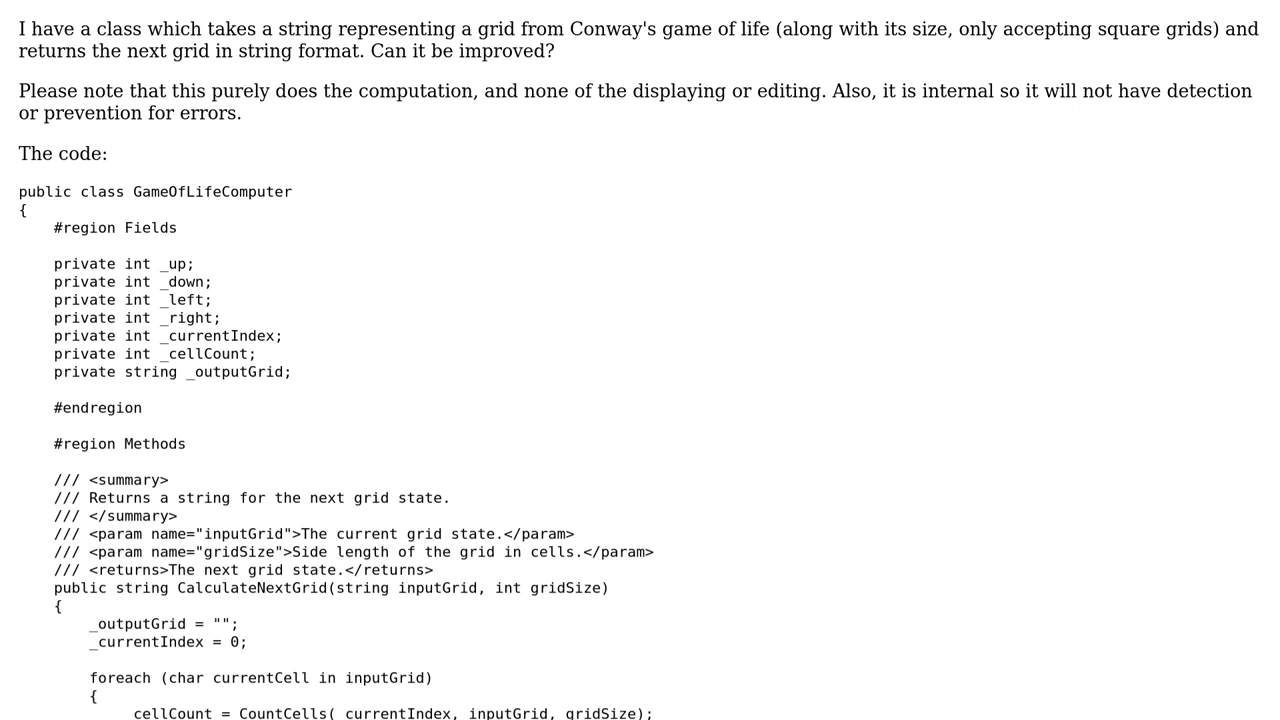 I have a class which takes a string representing a grid from Conway's game of life (along with its size, only accepting square grids) and
returns the next grid in string format. Can it be improved?
Please note that this purely does the computation, and none of the displaying or editing. Also, it is internal so it will not have detection
or prevention for errors.
The code:
public class GameOfLifeComputer
{
    #region Fields
    private int _up;
    private int _down;
    private int _left;
    private int _right;
    private int _currentIndex;
    private int _cellCount;
    private string _outputGrid;
    #endregion
    #region Methods
    /// <summary>
    /// Returns a string for the next grid state.
    /// </summary>
    /// <param name="inputGrid">The current grid state.</param>
    /// <param name="gridSize">Side length of the grid in cells.</param>
    /// <returns>The next grid state.</returns>
    public string CalculateNextGrid(string inputGrid, int gridSize)
    {
        _outputGrid = "";
        _currentIndex = 0;
        foreach (char currentCell in inputGrid)
        {
            _cellCount = CountCells(_currentIndex, inputGrid, gridSize);